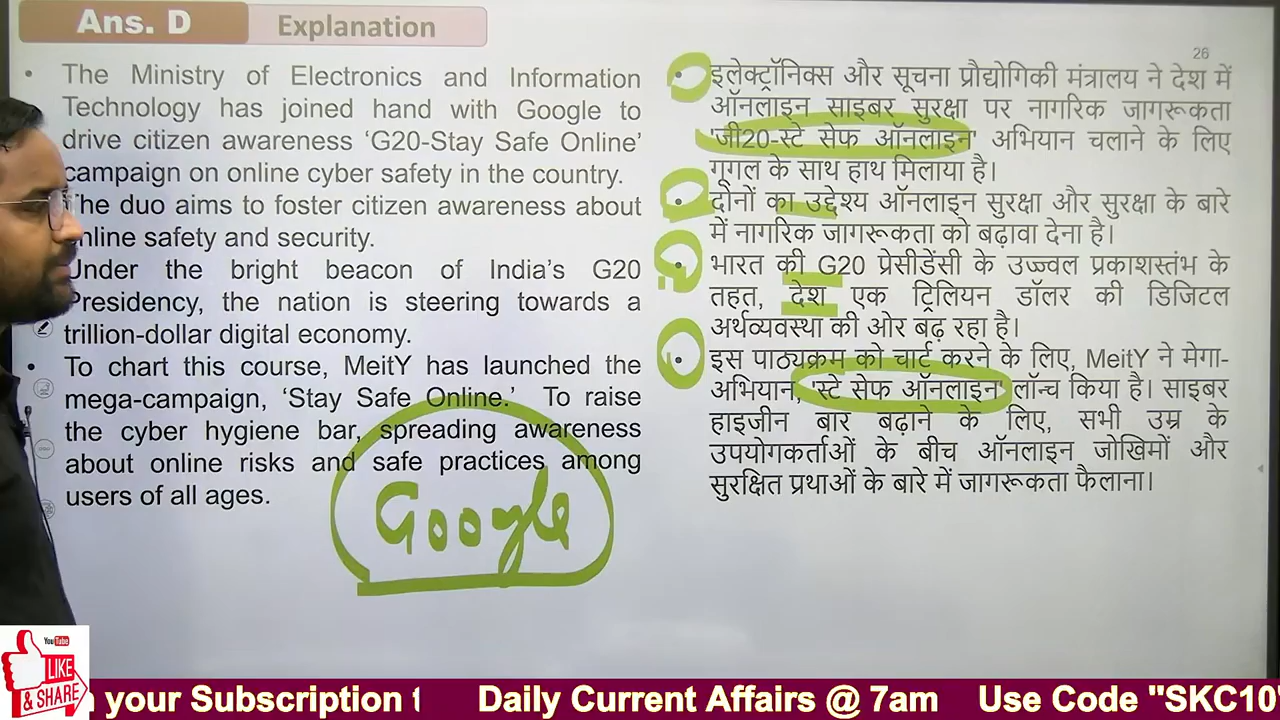 Ans. D
Explanation
26
• The Ministry of Electronics and Information
Technology has joined hand with Google to
drive citizen awareness ‘G20-Stay Safe Online’
campaign on online cyber safety in the country.
The duo aims to foster citizen awareness about
online safety and security.
Under the bright beacon of India’s G20
Presidency, the nation is steering towards a
trillion-dollar digital economy.
• To chart this course, MeitY has launched the
mega-campaign, ‘Stay Safe Online.’ To raise
the cyber hygiene bar, spreading awareness
about online risks and safe practices among
users of all ages.
Google
• इलेक्ट्रॉनिक्स और सूचना प्रौद्योगिकी मंत्रालय ने देश में
ऑनलाइन साइबर सुरक्षा पर नागरिक जागरूकता
'जी20-स्टे सेफ ऑनलाइन' अभियान चलाने के लिए
गूगल के साथ हाथ मिलाया है।
• दोनों का उद्देश्य ऑनलाइन सुरक्षा और सुरक्षा के बारे
में नागरिक जागरूकता को बढ़ावा देना है।
• भारत की G20 प्रेसीडेंसी के उज्ज्वल प्रकाशस्तंभ के
तहत, देश एक ट्रिलियन डॉलर की डिजिटल
अर्थव्यवस्था की ओर बढ़ रहा है।
• इस पाठ्यक्रम को चार्ट करने के लिए, MeitY ने मेगा-
अभियान, 'स्टे सेफ ऑनलाइन' लॉन्च किया है। साइबर
हाइजीन बार बढ़ाने के लिए, सभी उम्र के
उपयोगकर्ताओं के बीच ऑनलाइन जोखिमों और
सुरक्षित प्रथाओं के बारे में जागरूकता फैलाना।
YouTube
LIKE
& SHARE
your Subscription Daily Current Affairs @ 7am Use Code "SKC10"